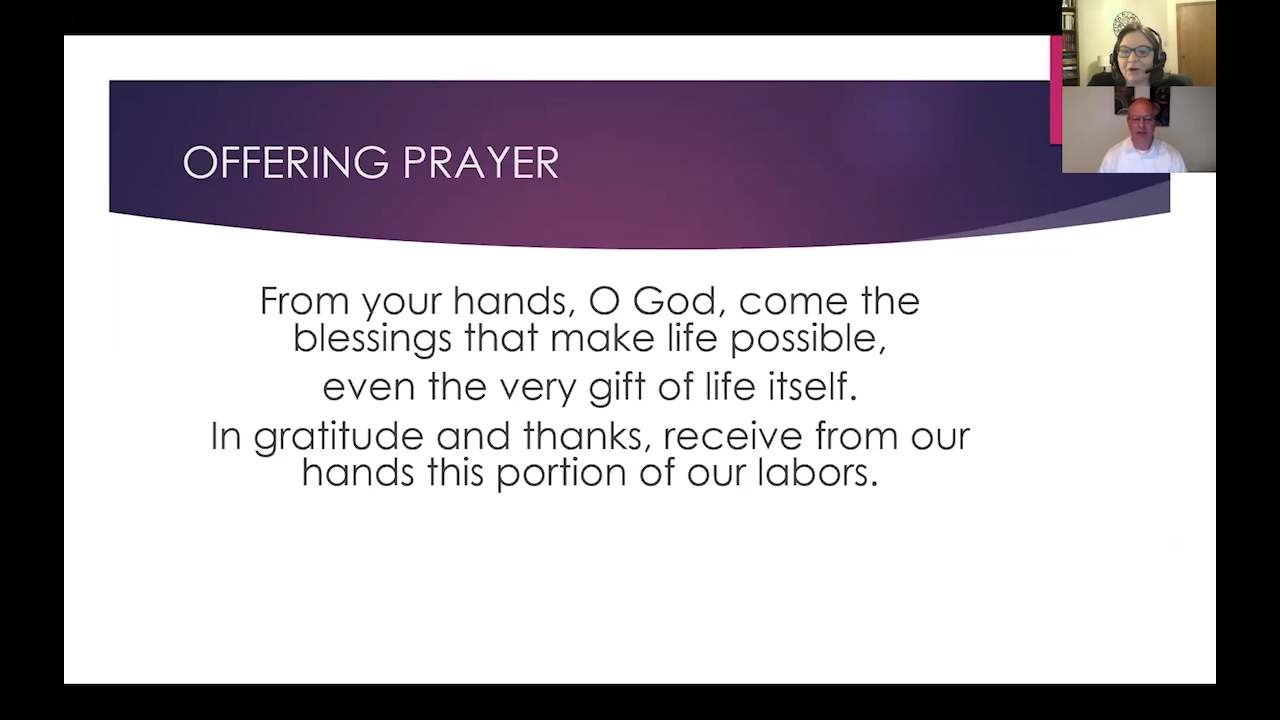 OFFERING PRAYER
From your hands, O God, come the
blessings that make life possible,
even the very gift of life itself.
In gratitude and thanks, receive from our
hands this portion of our labors.